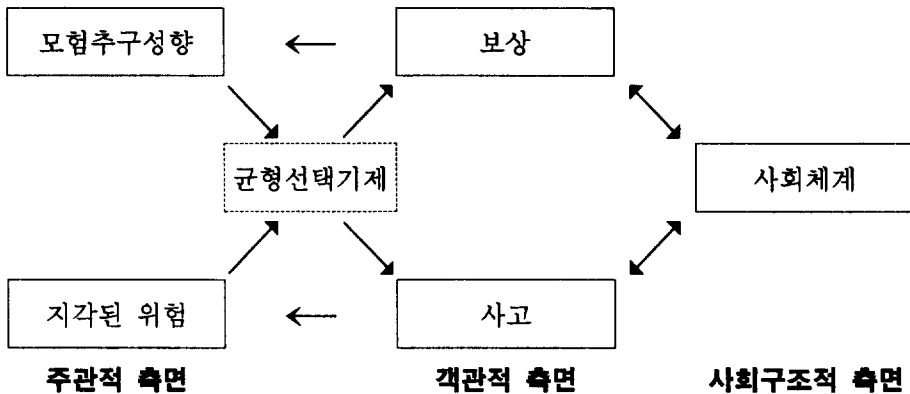 모험추구성향
보상
균형선택기제
사회체계
지각된 위험
사고
주관적 측면
객관적 측면
사회구조적 측면